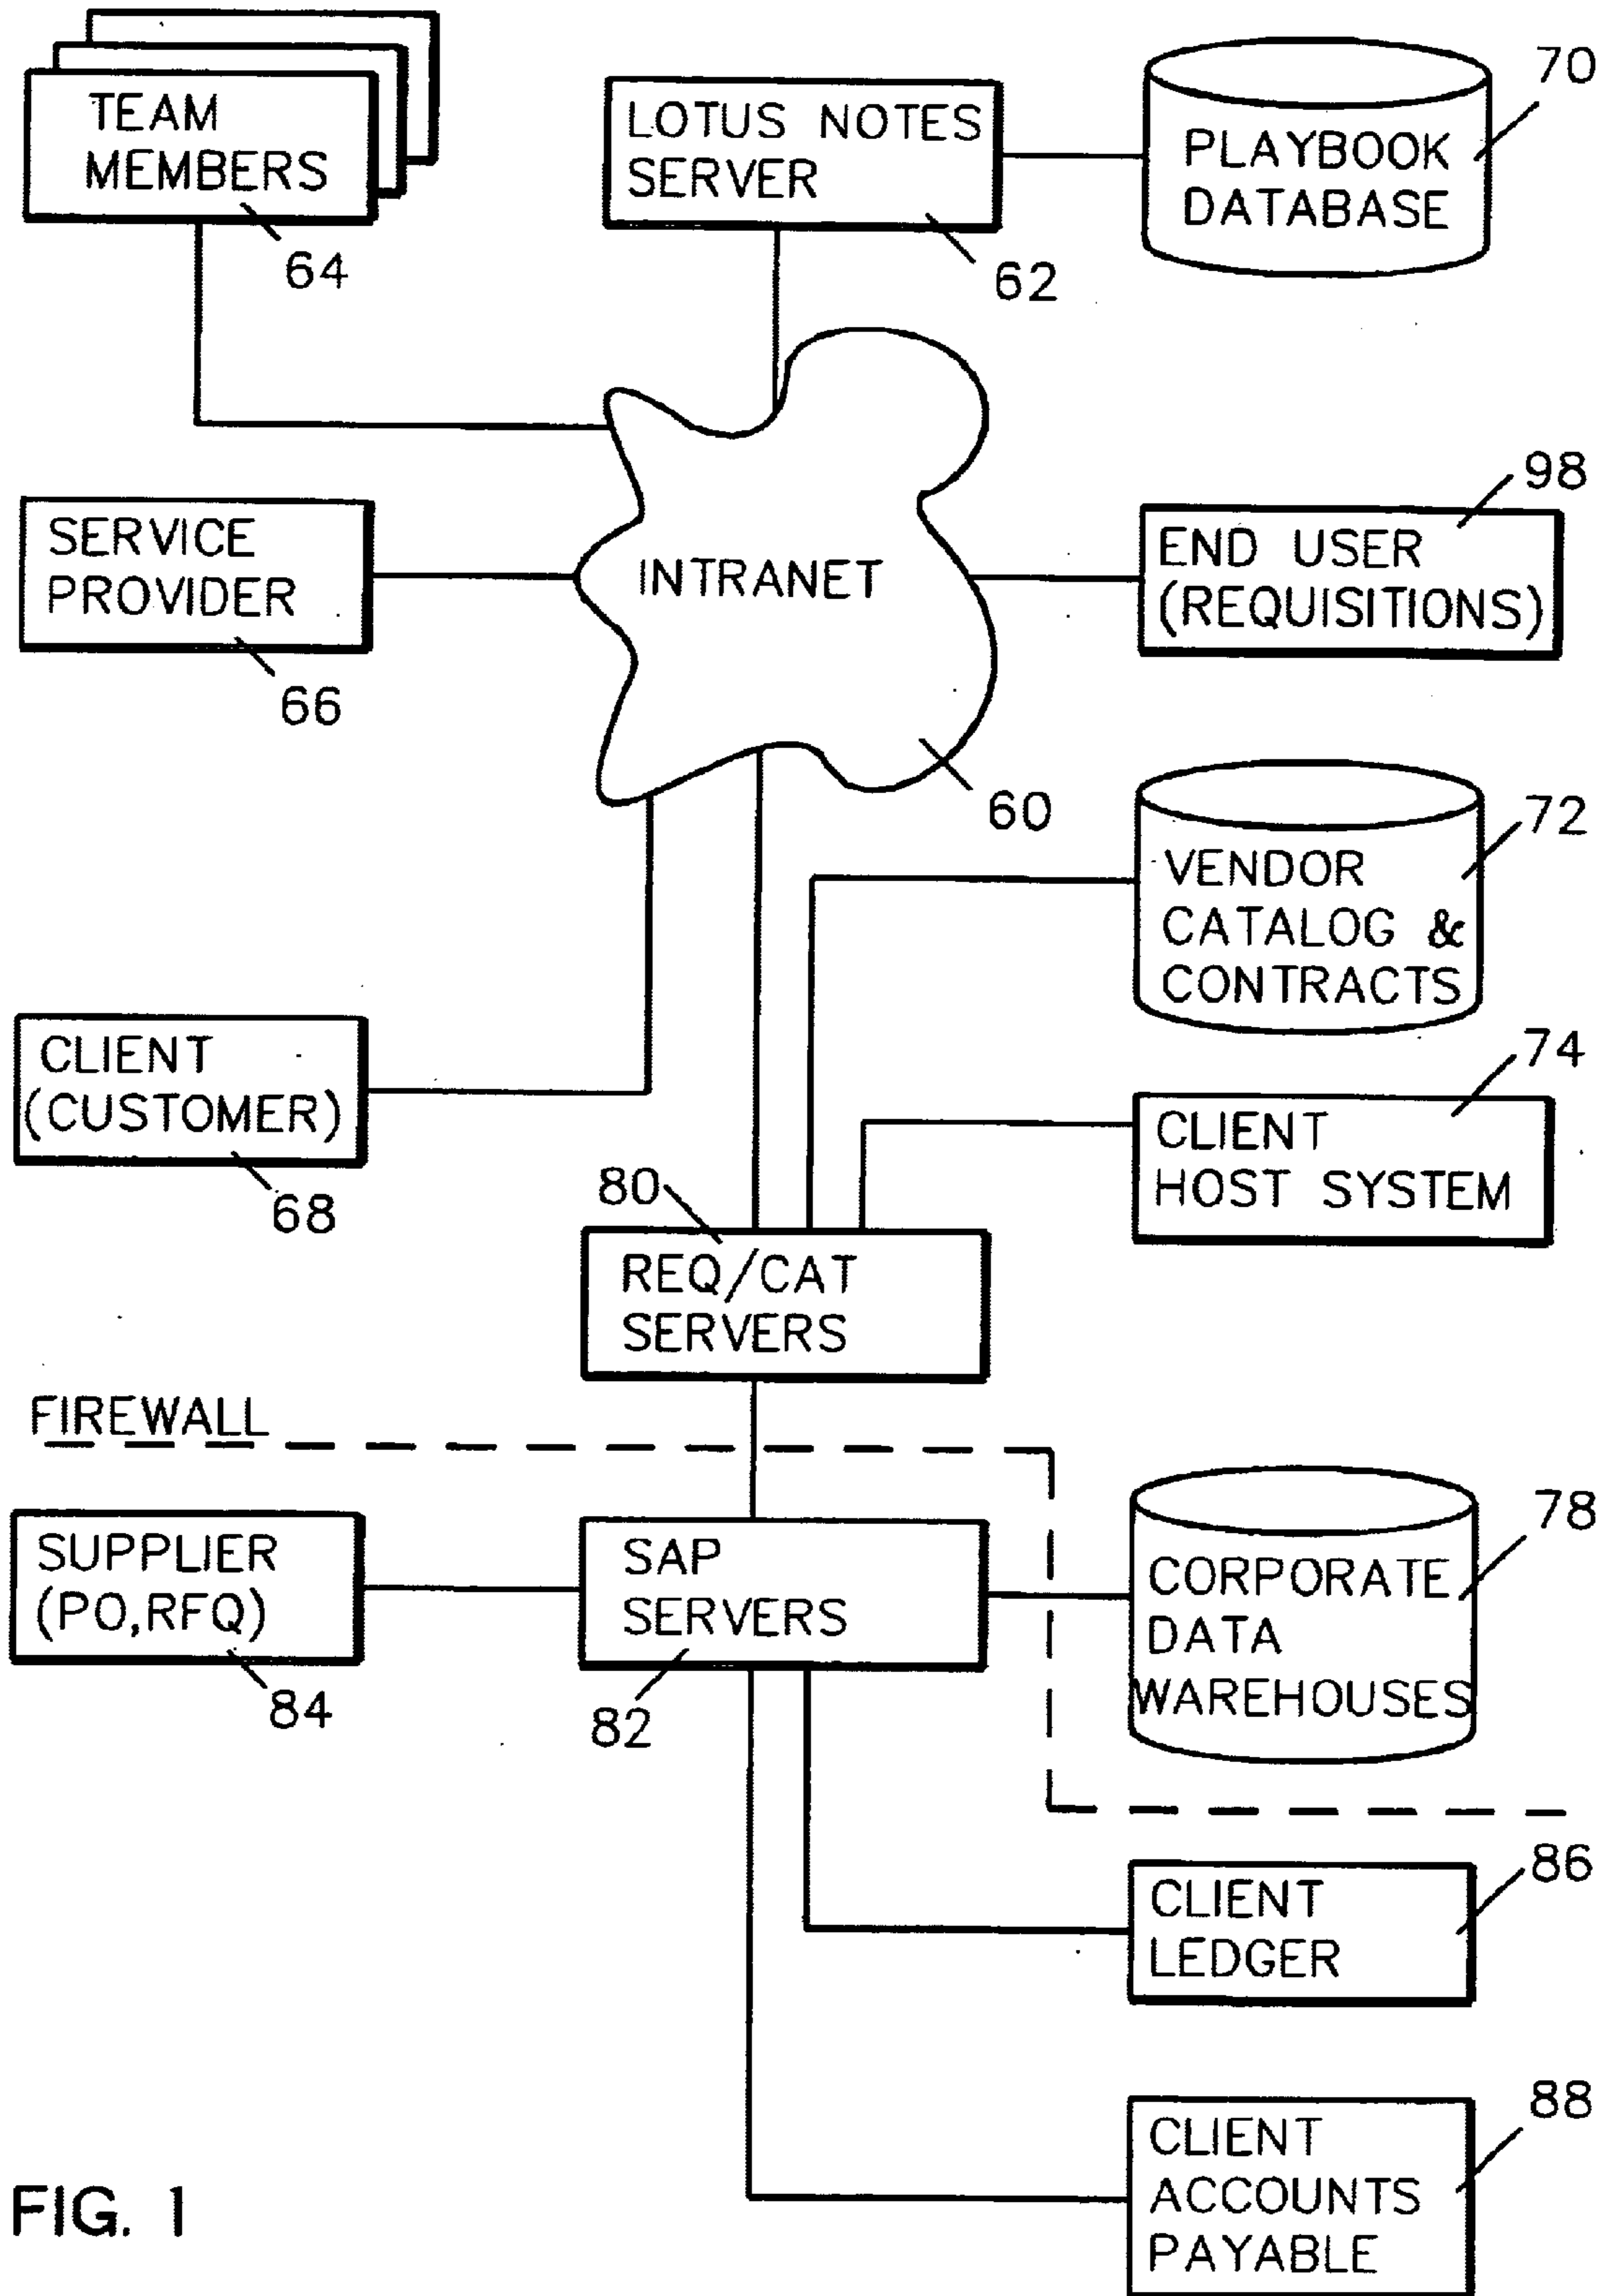 TEAM
MEMBERS
64
LOTUS NOTES
SERVER
62
70
PLAYBOOK
DATABASE
SERVICE
PROVIDER
66
INTRANET
60
98
END USER
(REQUISITIONS)
72
VENDOR
CATALOG &
CONTRACTS
CLIENT
(CUSTOMER)
68
74
CLIENT
HOST SYSTEM
80
REQ/CAT
SERVERS
FIREWALL
SUPPLIER
(PO,RFQ)
84
SAP
SERVERS
82
78
CORPORATE
DATA
WAREHOUSES
86
CLIENT
LEDGER
88
CLIENT
ACCOUNTS
PAYABLE
FIG. 1